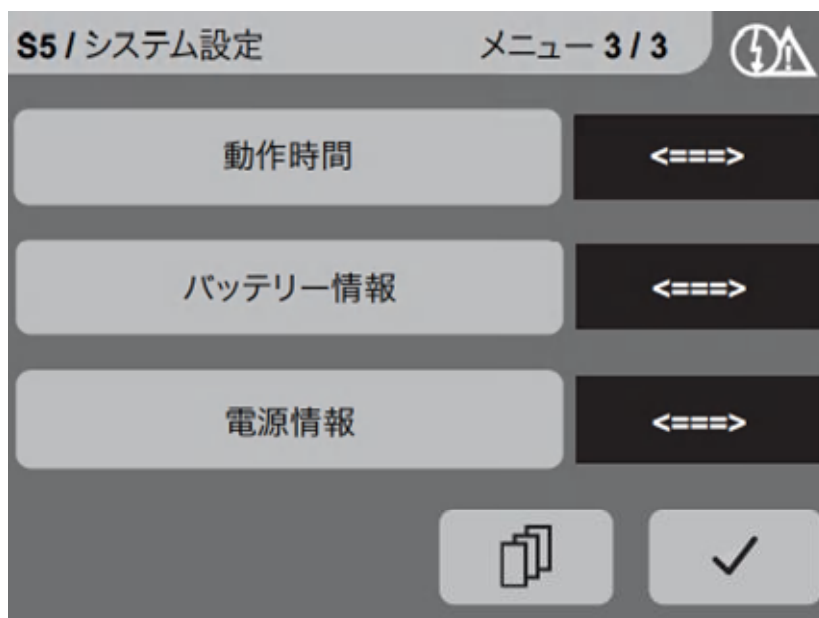 S5 / システム設定 メニュー 3 / 3
動作時間 <===>
バッテリー情報 <===>
電源情報 <===>